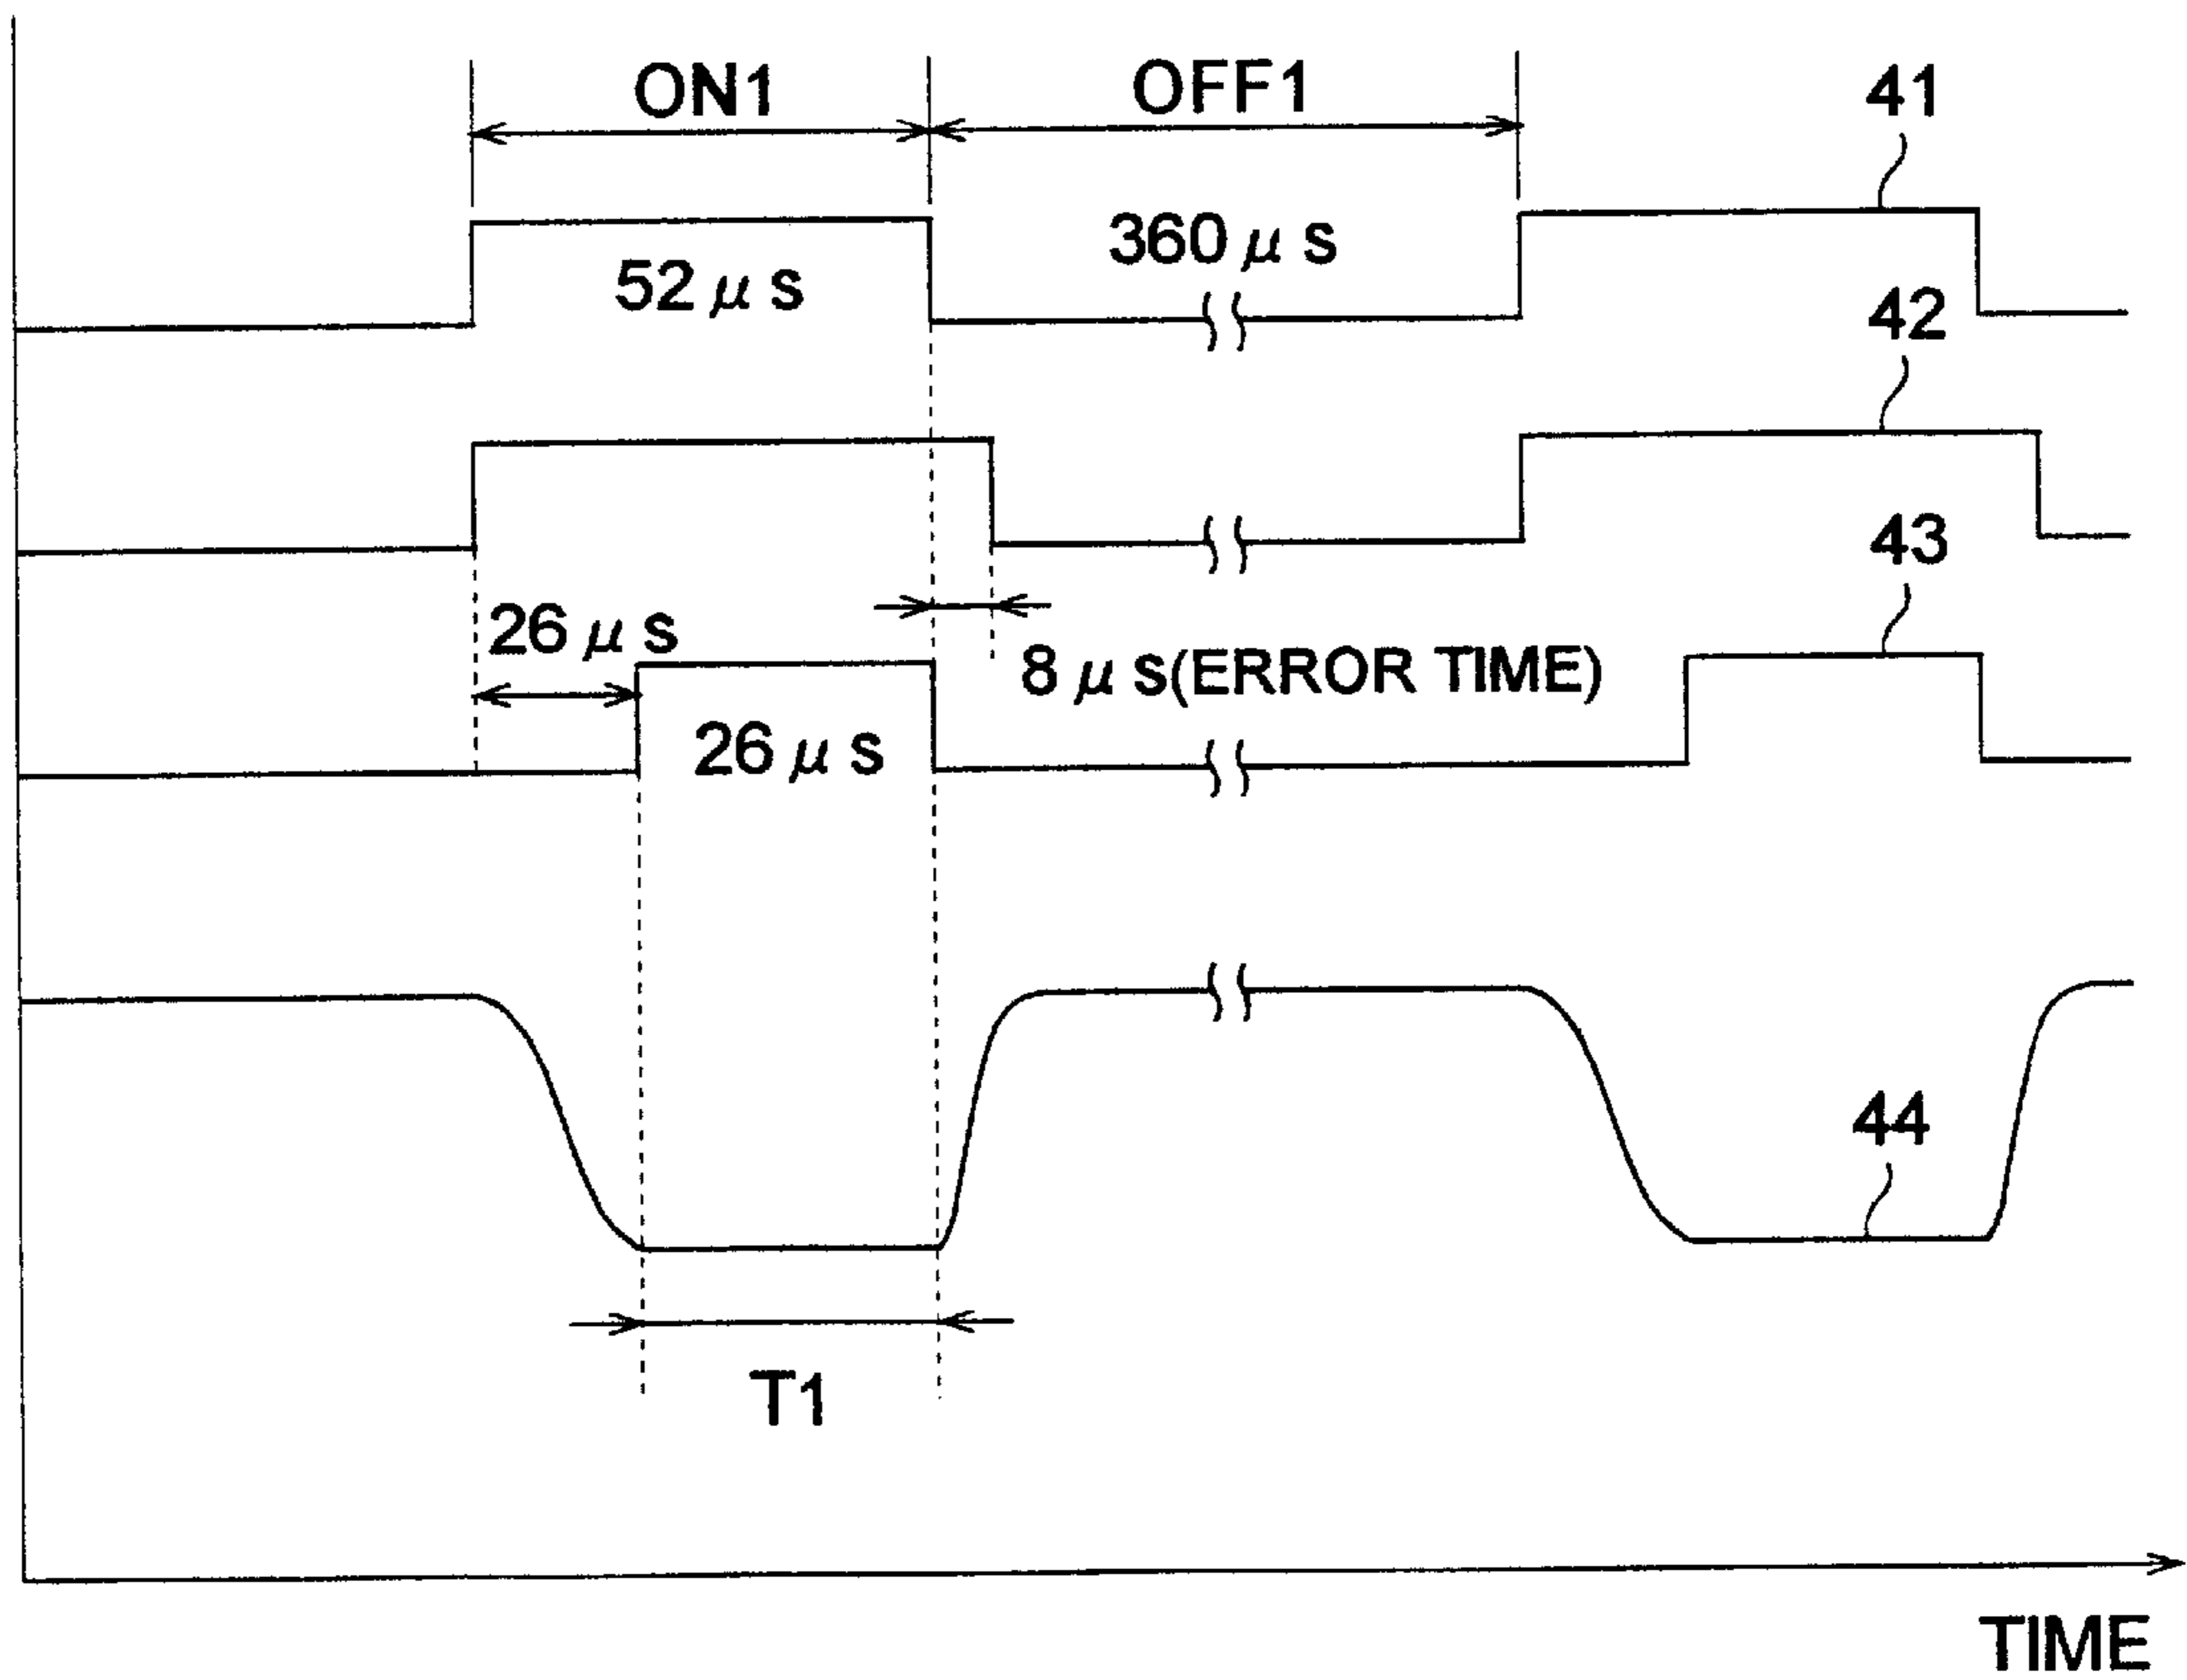 ON1
OFF1
41
52 μ s
360 μ s
42
43
26 μ s
8 μ s(ERROR TIME)
26 μ s
44
T1
TIME